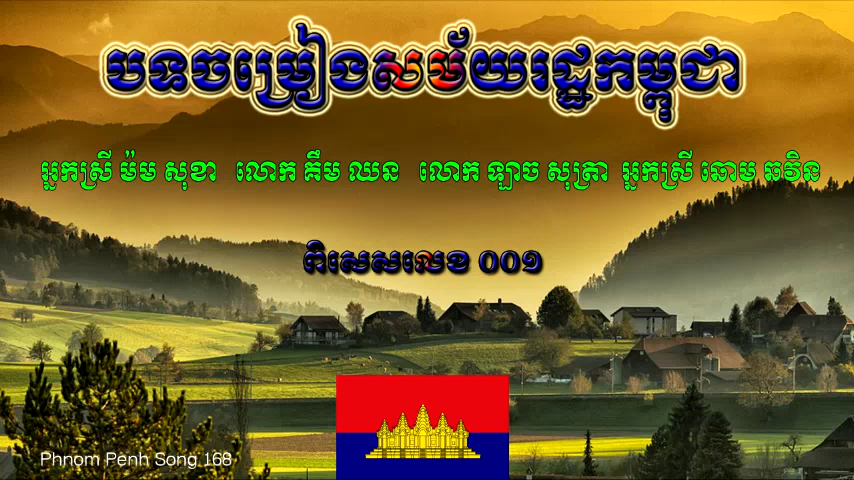 បទចម្រៀងសម័យរដ្ឋកម្ពុជា
អ្នកស្រី ម៉ម សុខា លោក គឹម ឈន លោក ឡាច សុត្រា អ្នកស្រី ឆោម ឆវិន
ពិសេសលេខ ០០១
Phnom Penh Song 168